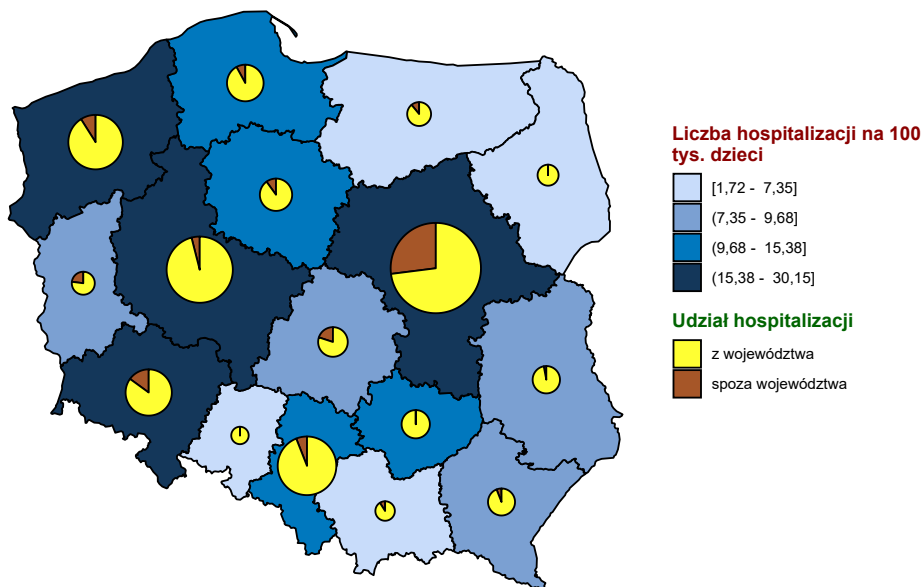 Liczba hospitalizacji na 100
tys. dzieci
[1,72 - 7,35]
(7,35 - 9,68]
(9,68 - 15,38]
(15,38 - 30,15]
Udział hospitalizacji
z województwa
spoza województwa